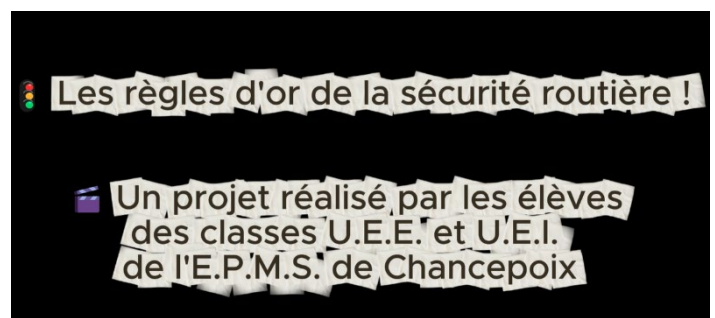 🚦 Les règles d'or de la sécurité routière !
🎬 Un projet réalisé par les élèves
des classes U.E.E. et U.E.I.
de l'E.P.M.S. de Chancepoix